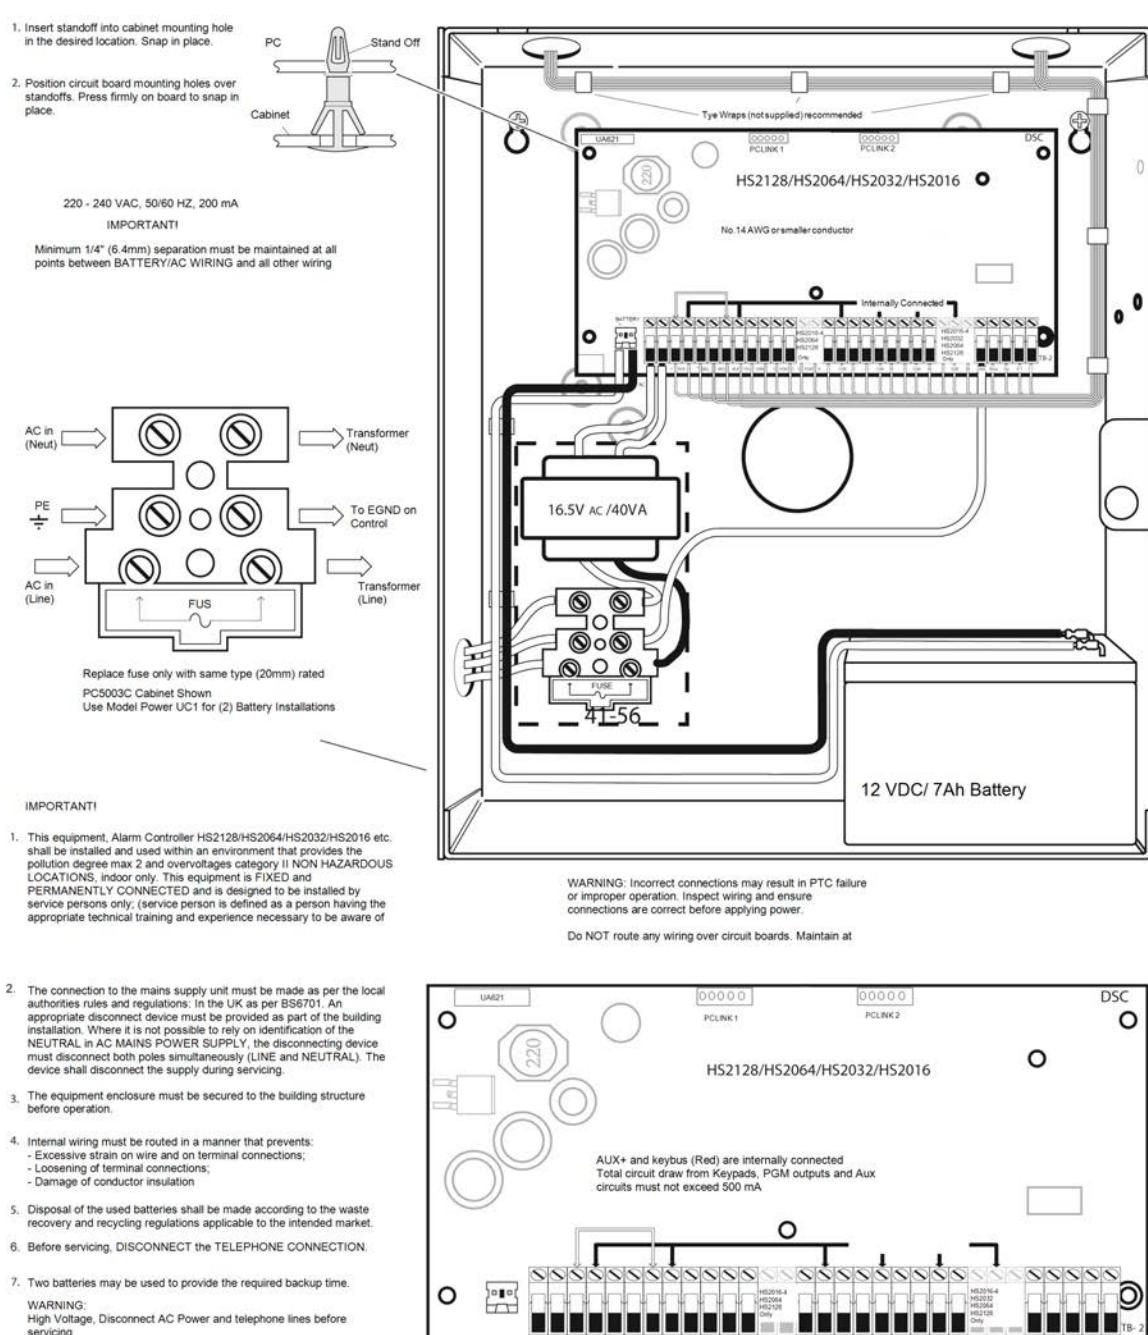 1. Insert standoff into cabinet mounting hole
in the desired location. Snap in place.
2. Position circuit board mounting holes over
standoffs. Press firmly on board to snap in
place.
PC
Stand Off
Cabinet
220 - 240 VAC, 50/60 HZ, 200 mA
IMPORTANT!
Minimum 1/4" (6.4mm) separation must be maintained at all
points between BATTERY/AC WIRING and all other wiring
Tye Wraps (not supplied) recommended
UA621
PCLINK 1
PCLINK 2
DSC
220
HS2128/HS2064/HS2032/HS2016
No.14 AWG or smaller conductor
Internally Connected
BATTERY
HS2016-4
HS2064
HS2128
Only
HS2016-4
HS2032
HS2064
HS2128
Only
TB-2
AC
AC in
(Neut)
Transformer
(Neut)
PE
To EGND on
Control
AC in
(Line)
Transformer
(Line)
FUS
Replace fuse only with same type (20mm) rated
PC5003C Cabinet Shown
Use Model Power UC1 for (2) Battery Installations
16.5V AC /40VA
FUSE
41-56
12 VDC/ 7Ah Battery
IMPORTANT!
1. This equipment, Alarm Controller HS2128/HS2064/HS2032/HS2016 etc.
shall be installed and used within an environment that provides the
pollution degree max 2 and overvoltages category II NON HAZARDOUS
LOCATIONS, indoor only. This equipment is FIXED and
PERMANENTLY CONNECTED and is designed to be installed by
service persons only; (service person is defined as a person having the
appropriate technical training and experience necessary to be aware of
WARNING: Incorrect connections may result in PTC failure
or improper operation. Inspect wiring and ensure
connections are correct before applying power.
Do NOT route any wiring over circuit boards. Maintain at
2. The connection to the mains supply unit must be made as per the local
authorities rules and regulations: In the UK as per BS6701. An
appropriate disconnect device must be provided as part of the building
installation. Where it is not possible to rely on identification of the
NEUTRAL in AC MAINS POWER SUPPLY, the disconnecting device
must disconnect both poles simultaneously (LINE and NEUTRAL). The
device shall disconnect the supply during servicing.
3. The equipment enclosure must be secured to the building structure
before operation.
4. Internal wiring must be routed in a manner that prevents:
- Excessive strain on wire and on terminal connections;
- Loosening of terminal connections;
- Damage of conductor insulation
5. Disposal of the used batteries shall be made according to the waste
recovery and recycling regulations applicable to the intended market.
6. Before servicing, DISCONNECT the TELEPHONE CONNECTION.
7. Two batteries may be used to provide the required backup time.
WARNING:
High Voltage, Disconnect AC Power and telephone lines before
servicing
UA621
PCLINK 1
PCLINK 2
DSC
220
HS2128/HS2064/HS2032/HS2016
AUX+ and keybus (Red) are internally connected
Total circuit draw from Keypads, PGM outputs and Aux
circuits must not exceed 500 mA
HS2016-4
HS2064
HS2128
Only
HS2016-4
HS2032
HS2064
HS2128
Only
TB- 2